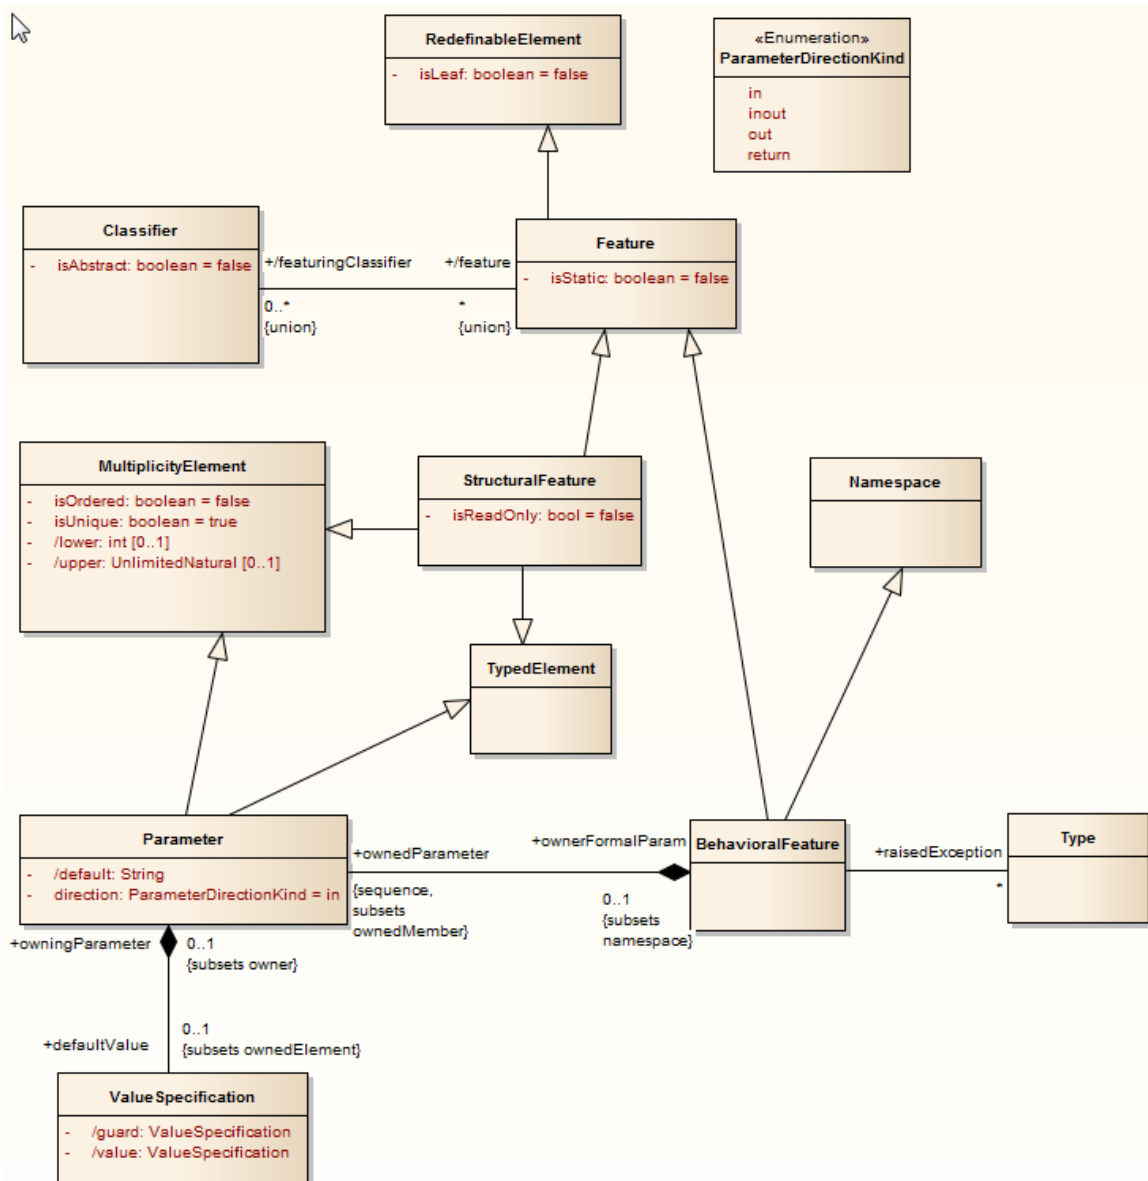 RedefinableElement
- isLeaf: boolean = false
«Enumeration»
ParameterDirectionKind
in
inout
out
return
Classifier
- isAbstract: boolean = false
+/featuringClassifier
0..*
{union}
+/feature
*
{union}
Feature
- isStatic: boolean = false
MultiplicityElement
- isOrdered: boolean = false
- isUnique: boolean = true
- /lower: int [0..1]
- /upper: UnlimitedNatural [0..1]
StructuralFeature
- isReadOnly: bool = false
Namespace
TypedElement
Parameter
- /default: String
- direction: ParameterDirectionKind = in
+ownedParameter
{sequence,
subsets
ownedMember}
+ownerFormalParam
0..1
{subsets
namespace}
BehavioralFeature
+raisedException
*
Type
+owningParameter
0..1
{subsets owner}
+defaultValue
0..1
{subsets ownedElement}
ValueSpecification
- /guard: ValueSpecification
- /value: ValueSpecification